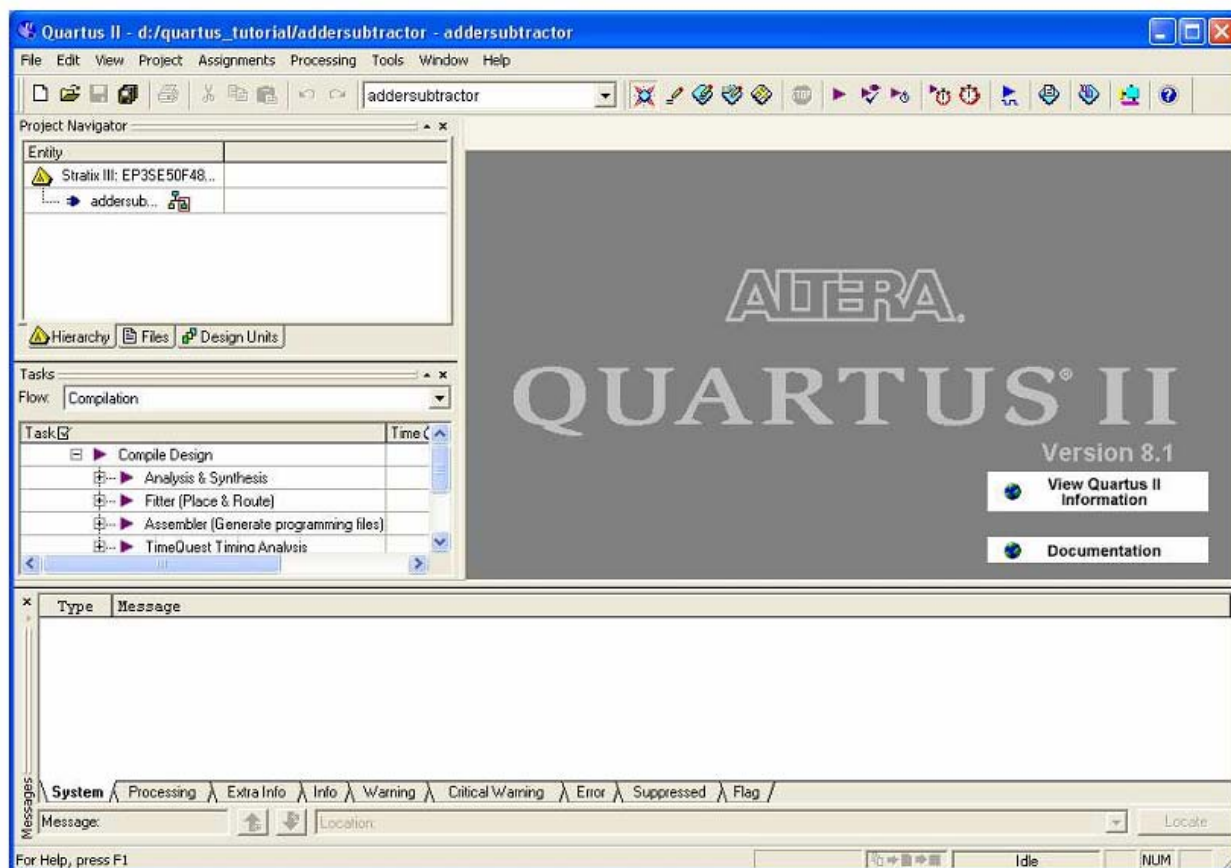 Quartus II - d:/quartus_tutorial/addersubtractor - addersubtractor
File Edit View Project Assignments Processing Tools Window Help
addersubtractor
Project Navigator
Entity
Stratix III: EP3SE50F48...
addersub...
Hierarchy Files Design Units
Tasks
Flow: Compilation
Task Time (
Compile Design
Analysis & Synthesis
Fitter (Place & Route)
Assembler (Generate programming files)
TimeQuest Timing Analysis
ALTERA.
QUARTUS® II
Version 8.1
View Quartus II
Information
Documentation
Type Message
System Processing Extra Info Info Warning Critical Warning Error Suppressed Flag
Messages
Message: Location: Locate
For Help, press F1 Idle NUM